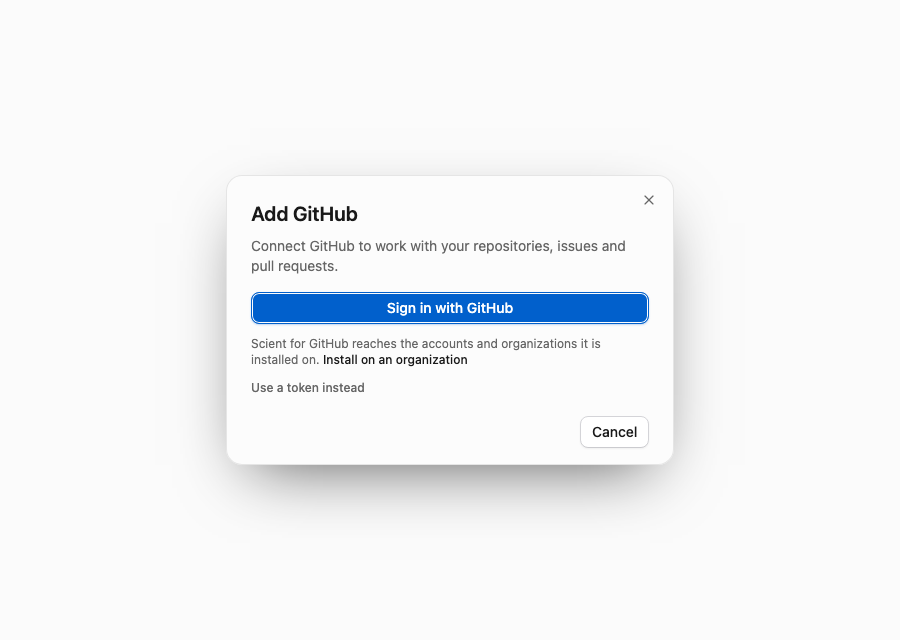 Add GitHub
Connect GitHub to work with your repositories, issues and
pull requests.
Sign in with GitHub
Scient for GitHub reaches the accounts and organizations it is
installed on. Install on an organization
Use a token instead
Cancel